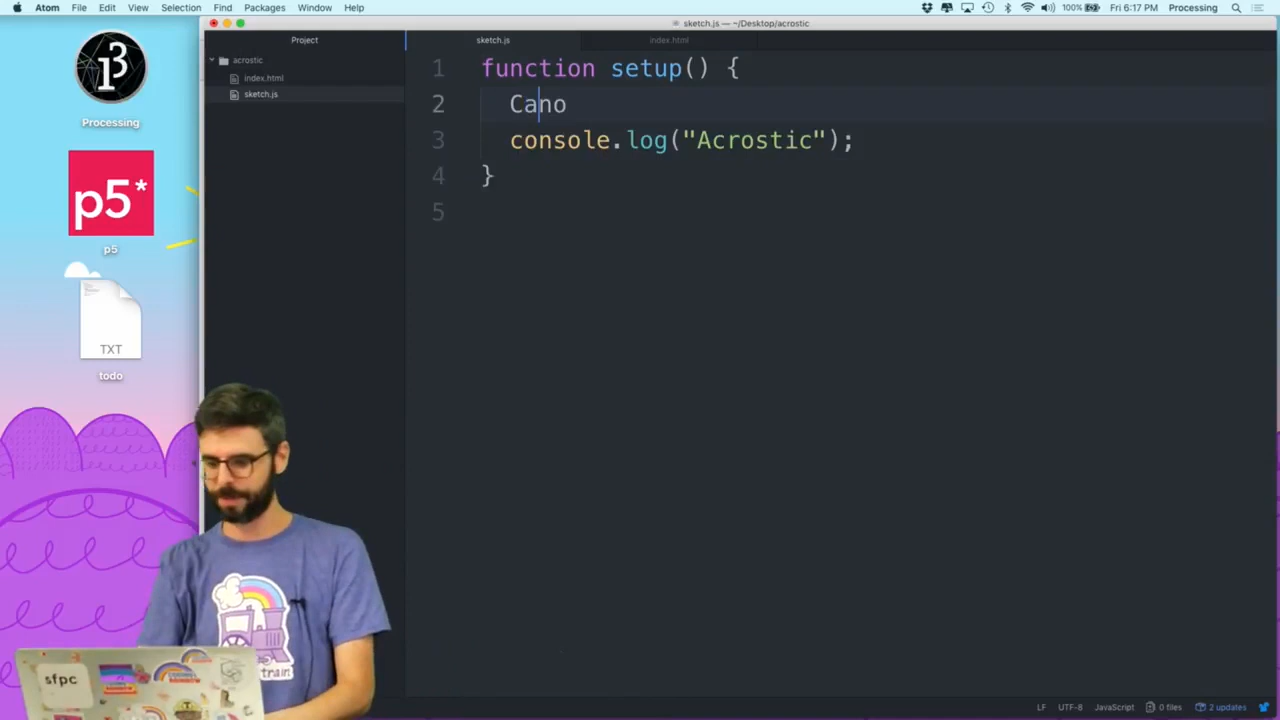 Atom File Edit View Selection Find Packages Window Help
100% Fri 6:17 PM Processing
sketch.js — ~/Desktop/acrostic
Project
sketch.js
index.html
acrostic
index.html
sketch.js
1 function setup() {
2 Cano
3 console.log("Acrostic");
4 }
5
Processing
p5*
p5
TXT
todo
sfpc
train
LF UTF-8 JavaScript 0 files 2 updates